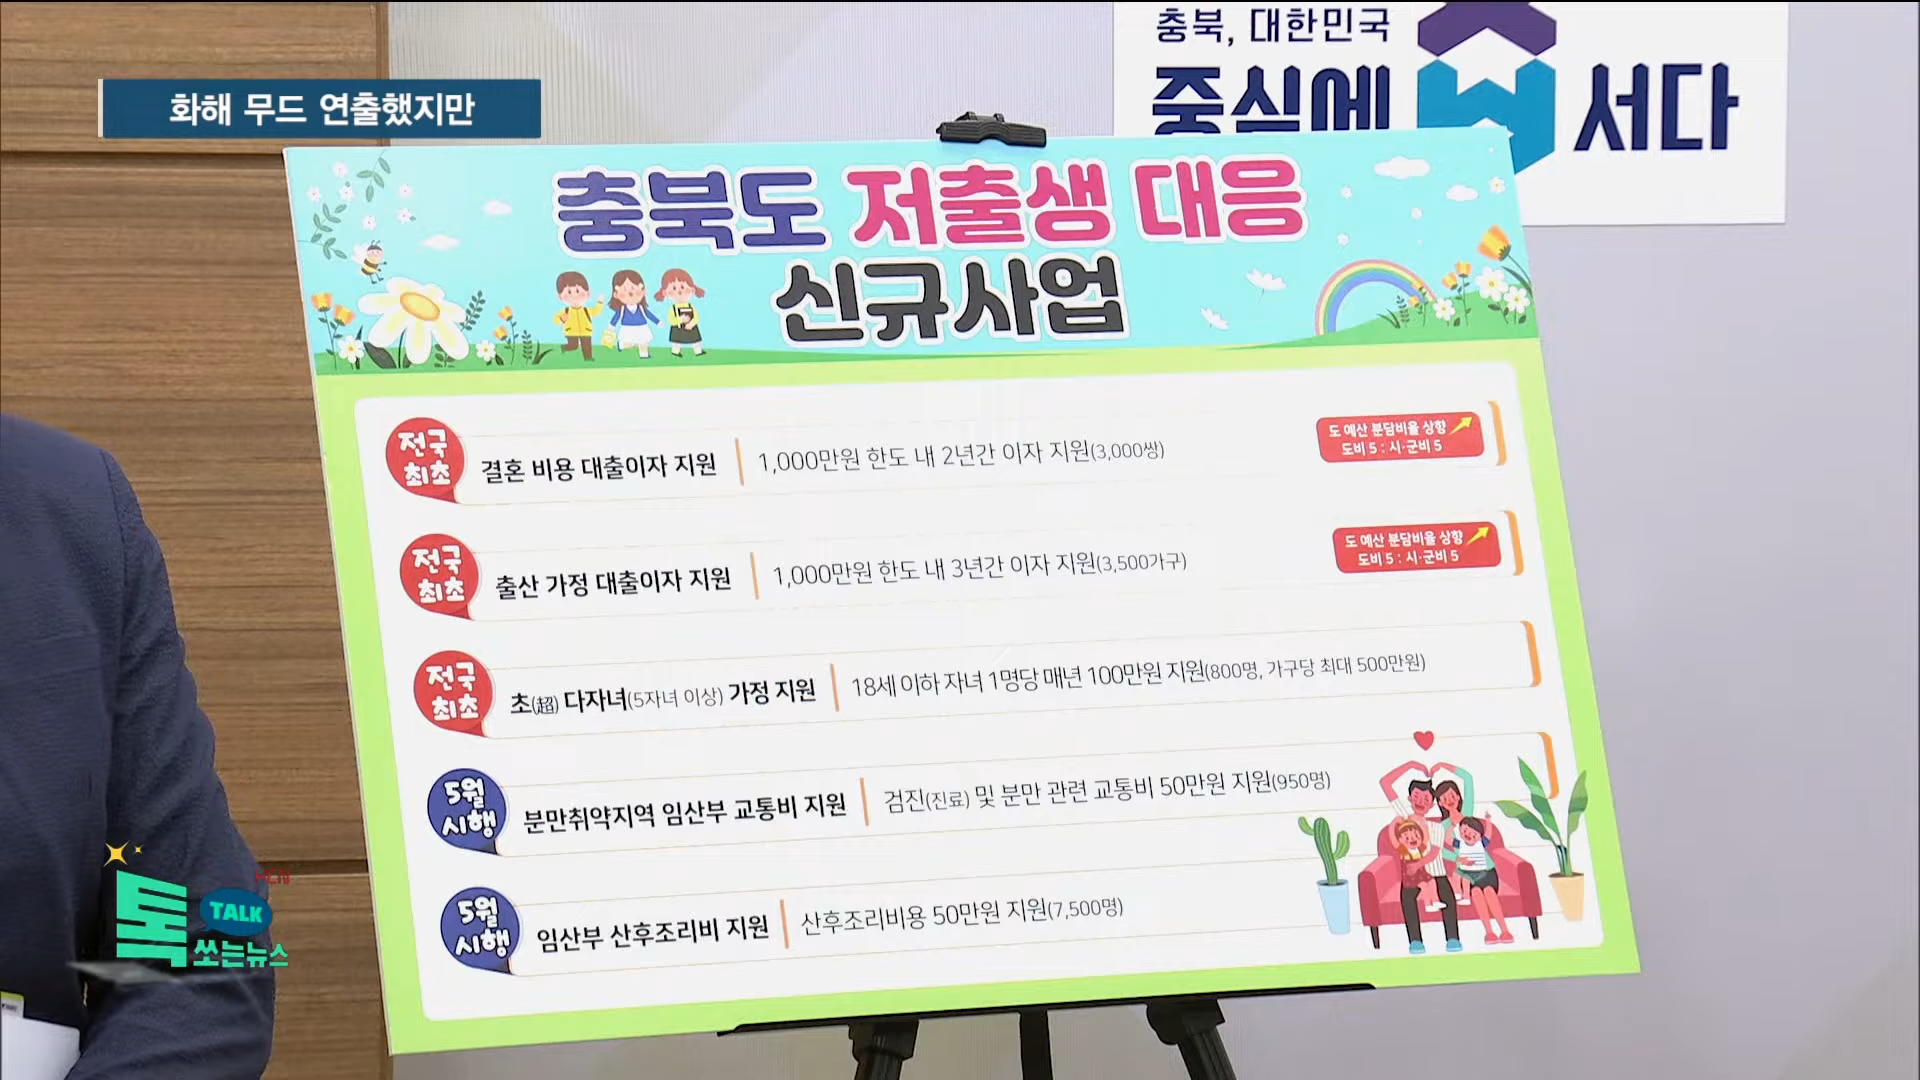 충북, 대한민국
중심에 서다
화해 무드 연출했지만
충북도 저출생 대응
신규사업
전국
최초
결혼 비용 대출이자 지원
1,000만원 한도 내 2년간 이자 지원(3,000쌍)
도 예산 분담비율 상향
도비 5 : 시·군비 5
전국
최초
출산 가정 대출이자 지원
1,000만원 한도 내 3년간 이자 지원(3,500가구)
도 예산 분담비율 상향
도비 5 : 시·군비 5
전국
최초
초(超) 다자녀(5자녀 이상) 가정 지원
18세 이하 자녀 1명당 매년 100만원 지원(800명, 가구당 최대 500만원)
5월
시행
분만취약지역 임산부 교통비 지원
검진(진료) 및 분만 관련 교통비 50만원 지원(950명)
5월
시행
임산부 산후조리비 지원
산후조리비용 50만원 지원(7,500명)
톡 TALK
쏘는뉴스